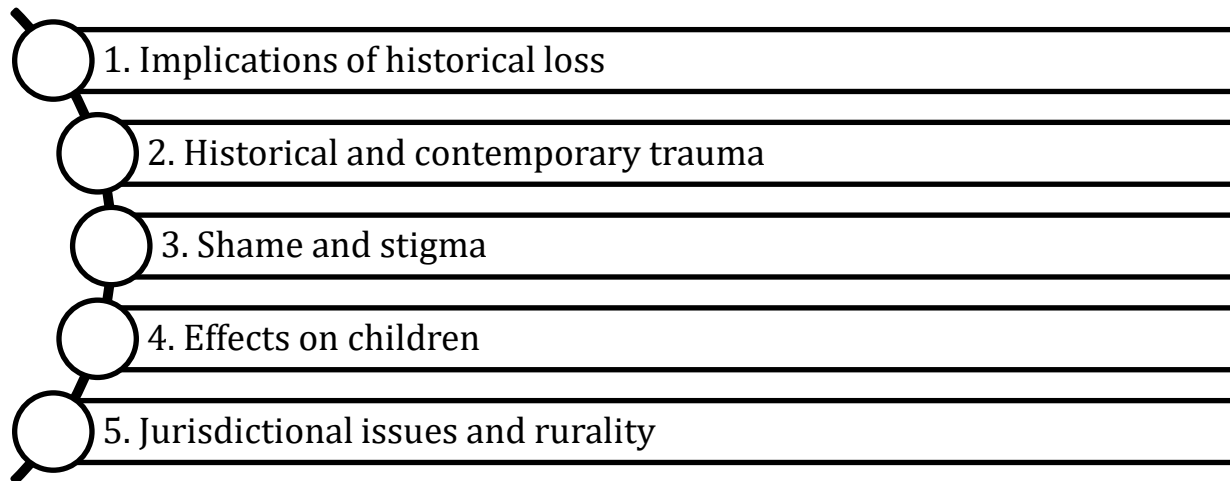 1. Implications of historical loss
2. Historical and contemporary trauma
3. Shame and stigma
4. Effects on children
5. Jurisdictional issues and rurality